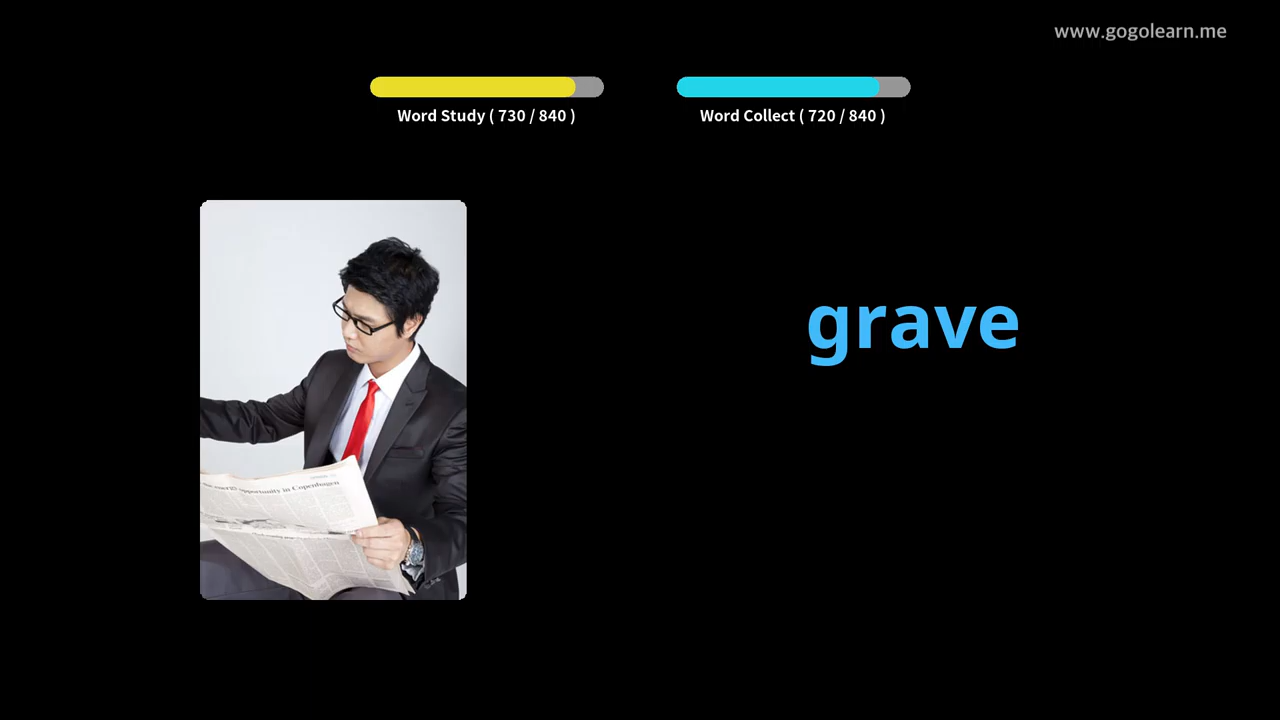 www.gogolearn.me
Word Study ( 730 / 840 )
Word Collect ( 720 / 840 )
grave
opportunity in Copenhagen